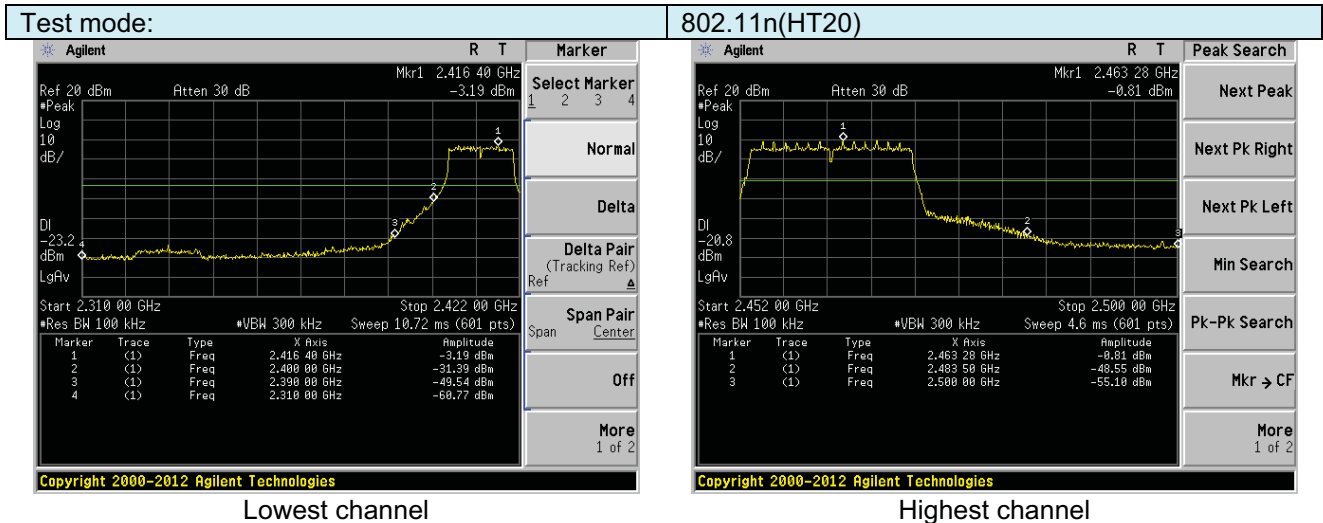 Test mode: 802.11n(HT20)
Agilent R T Marker
Mkr1 2.416 40 GHz
Ref 20 dBm Atten 30 dB -3.19 dBm
#Peak
Log
10
dB/
1
2
3
4
DI
-23.2
dBm
LgAv
Start 2.310 00 GHz Stop 2.422 00 GHz
#Res BW 100 kHz #VBW 300 kHz Sweep 10.72 ms (601 pts)
Marker Trace Type X Axis Amplitude
1 (1) Freq 2.416 40 GHz -3.19 dBm
2 (1) Freq 2.400 00 GHz -31.39 dBm
3 (1) Freq 2.390 00 GHz -49.54 dBm
4 (1) Freq 2.310 00 GHz -60.77 dBm
Select Marker
1 2 3 4
Normal
Delta
Delta Pair
(Tracking Ref)
Ref Δ
Span Pair
Span Center
Off
More
1 of 2
Copyright 2000-2012 Agilent Technologies
Lowest channel
Agilent R T Peak Search
Mkr1 2.463 28 GHz
Ref 20 dBm Atten 30 dB -0.81 dBm
#Peak
Log
10
dB/
1
2
3
DI
-20.8
dBm
LgAv
Start 2.452 00 GHz Stop 2.500 00 GHz
#Res BW 100 kHz #VBW 300 kHz Sweep 4.6 ms (601 pts)
Marker Trace Type X Axis Amplitude
1 (1) Freq 2.463 28 GHz -0.81 dBm
2 (1) Freq 2.483 50 GHz -48.55 dBm
3 (1) Freq 2.500 00 GHz -55.10 dBm
Next Peak
Next Pk Right
Next Pk Left
Min Search
Pk-Pk Search
Mkr → CF
More
1 of 2
Copyright 2000-2012 Agilent Technologies
Highest channel